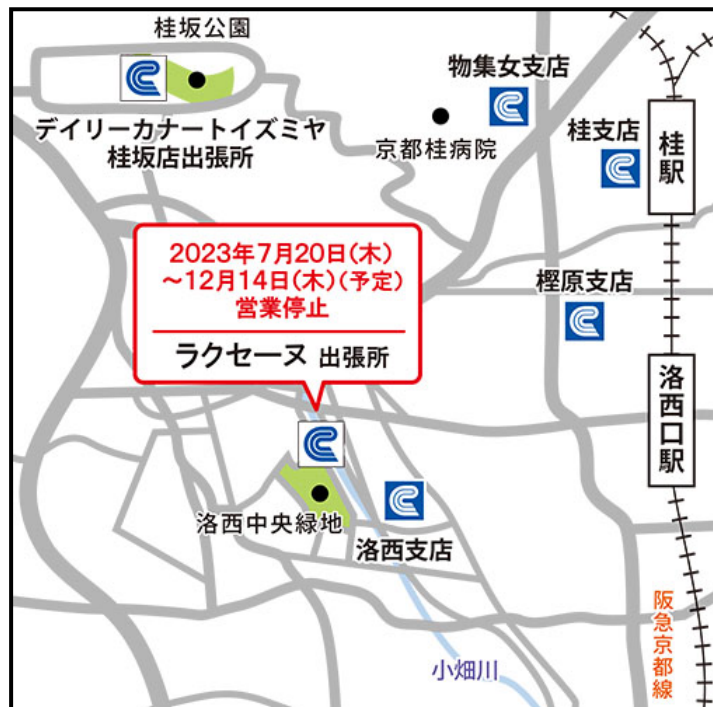 桂坂公園
デイリーカナートイズミヤ
桂坂店出張所
物集女支店
京都桂病院
桂支店
桂駅
2023年7月20日(木)
～12月14日(木)(予定)
営業停止
ラクセーヌ 出張所
樫原支店
洛西口駅
洛西中央緑地
洛西支店
小畑川
阪急京都線